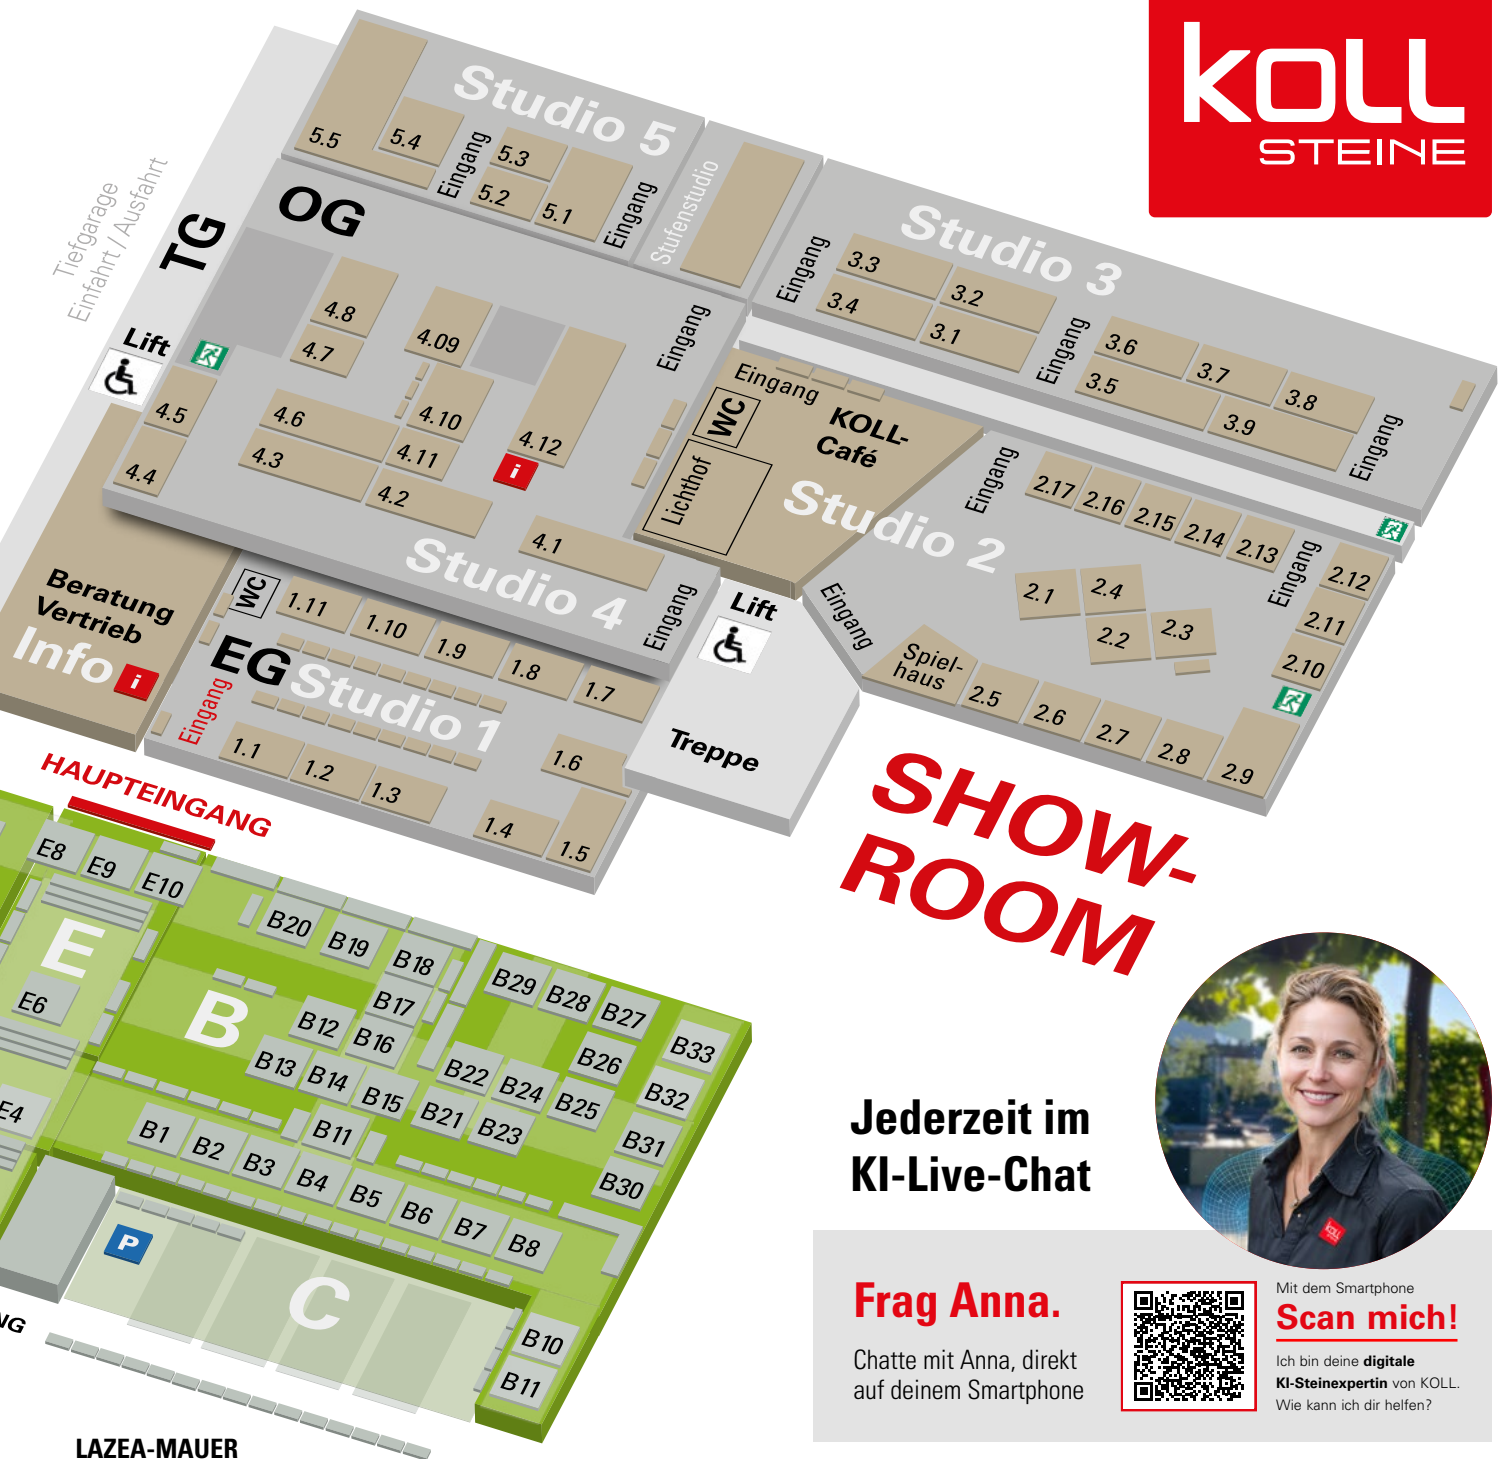 KOLL
STEINE
Studio 5
5.5
5.4
Eingang
5.3
5.2
5.1
Eingang
Stufenstudio
Tiefgarage
Einfahrt / Ausfahrt
TG
OG
Studio 3
Eingang
3.3
3.4
3.2
3.1
Eingang
3.6
3.5
3.7
3.8
3.9
Eingang
Lift
4.8
4.7
4.09
4.5
4.4
4.6
4.3
4.10
4.11
4.2
4.12
i
Eingang
4.1
Studio 4
Eingang
Eingang
WC
KOLL-
Café
Lichthof
Studio 2
Eingang
2.17
2.16
2.15
2.14
2.13
Eingang
2.12
2.11
2.10
2.1
2.4
2.2
2.3
Eingang
Spiel-
haus
2.5
2.6
2.7
2.8
2.9
Beratung
Vertrieb
Info i
WC
1.11
1.10
1.9
1.8
1.7
EG
Studio 1
Eingang
1.1
1.2
1.3
1.4
1.5
1.6
Lift
Treppe
HAUPTEINGANG
SHOW-
ROOM
E8
E9
E10
E
E6
E4
B20
B19
B18
B17
B
B12
B16
B13
B14
B15
B29
B28
B27
B26
B33
B22
B24
B25
B32
B21
B23
B31
B30
B1
B2
B3
B11
B4
B5
B6
B7
B8
P
C
B10
B11
NG
LAZEA-MAUER
Jederzeit im
KI-Live-Chat
KOLL
STEINE
Frag Anna.
Chatte mit Anna, direkt
auf deinem Smartphone
Mit dem Smartphone
Scan mich!
Ich bin deine digitale
KI-Steinexpertin von KOLL.
Wie kann ich dir helfen?